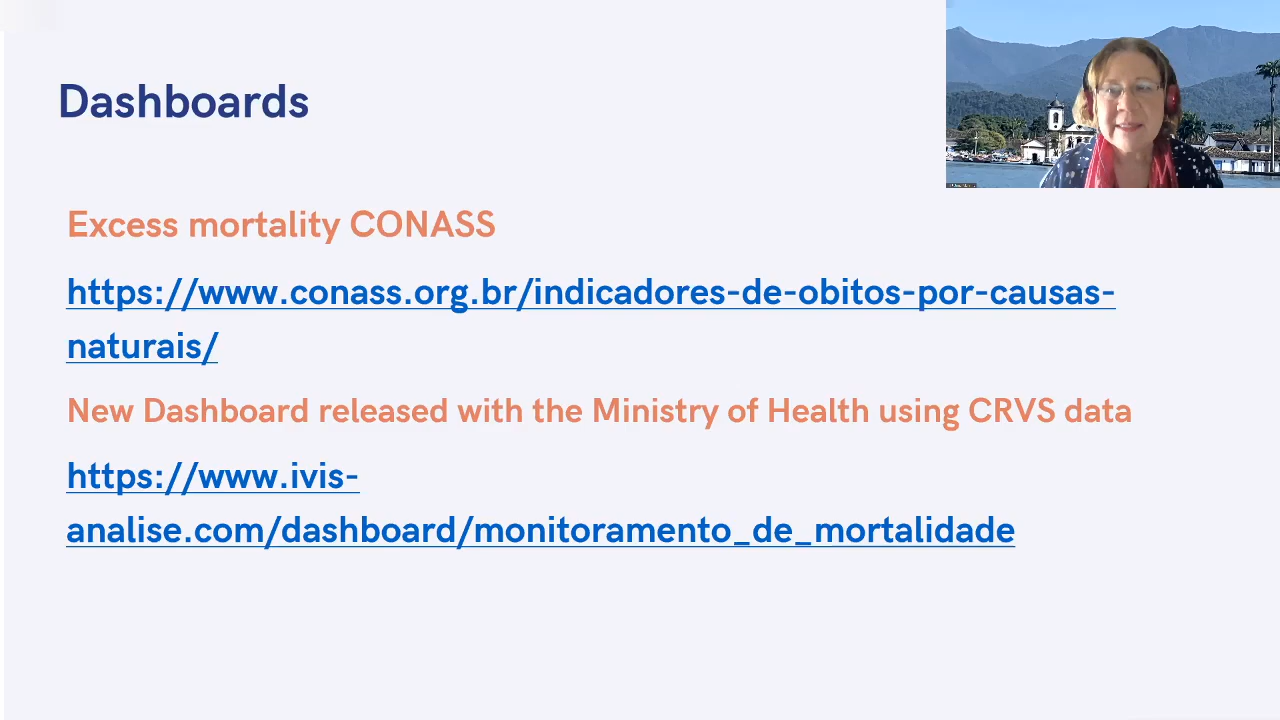 Dashboards
Excess mortality CONASS
https://www.conass.org.br/indicadores-de-obitos-por-causas-
naturais/
New Dashboard released with the Ministry of Health using CRVS data
https://www.ivis-
analise.com/dashboard/monitoramento_de_mortalidade